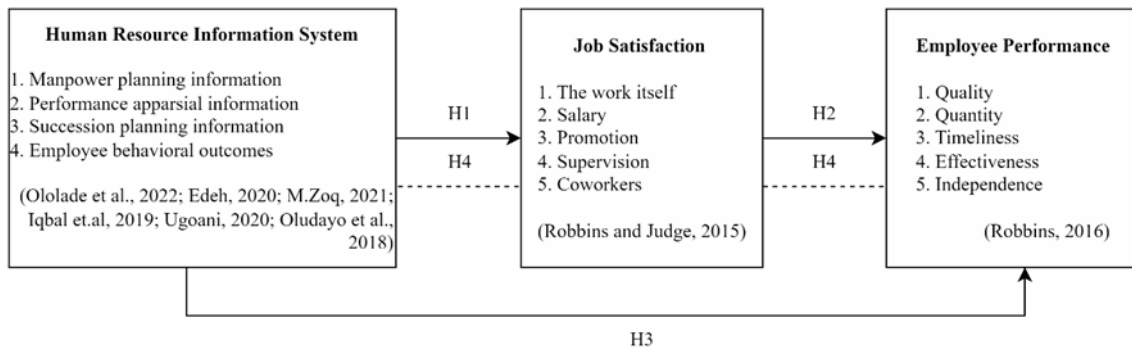 Human Resource Information System
1. Manpower planning information
2. Performance apparsial information
3. Succession planning information
4. Employee behavioral outcomes
(Ololade et al., 2022; Edeh, 2020; M.Zoq, 2021;
Iqbal et.al, 2019; Ugoani, 2020; Oludayo et al.,
2018)
H1
H4
Job Satisfaction
1. The work itself
2. Salary
3. Promotion
4. Supervision
5. Coworkers
(Robbins and Judge, 2015)
H2
H4
Employee Performance
1. Quality
2. Quantity
3. Timeliness
4. Effectiveness
5. Independence
(Robbins, 2016)
H3